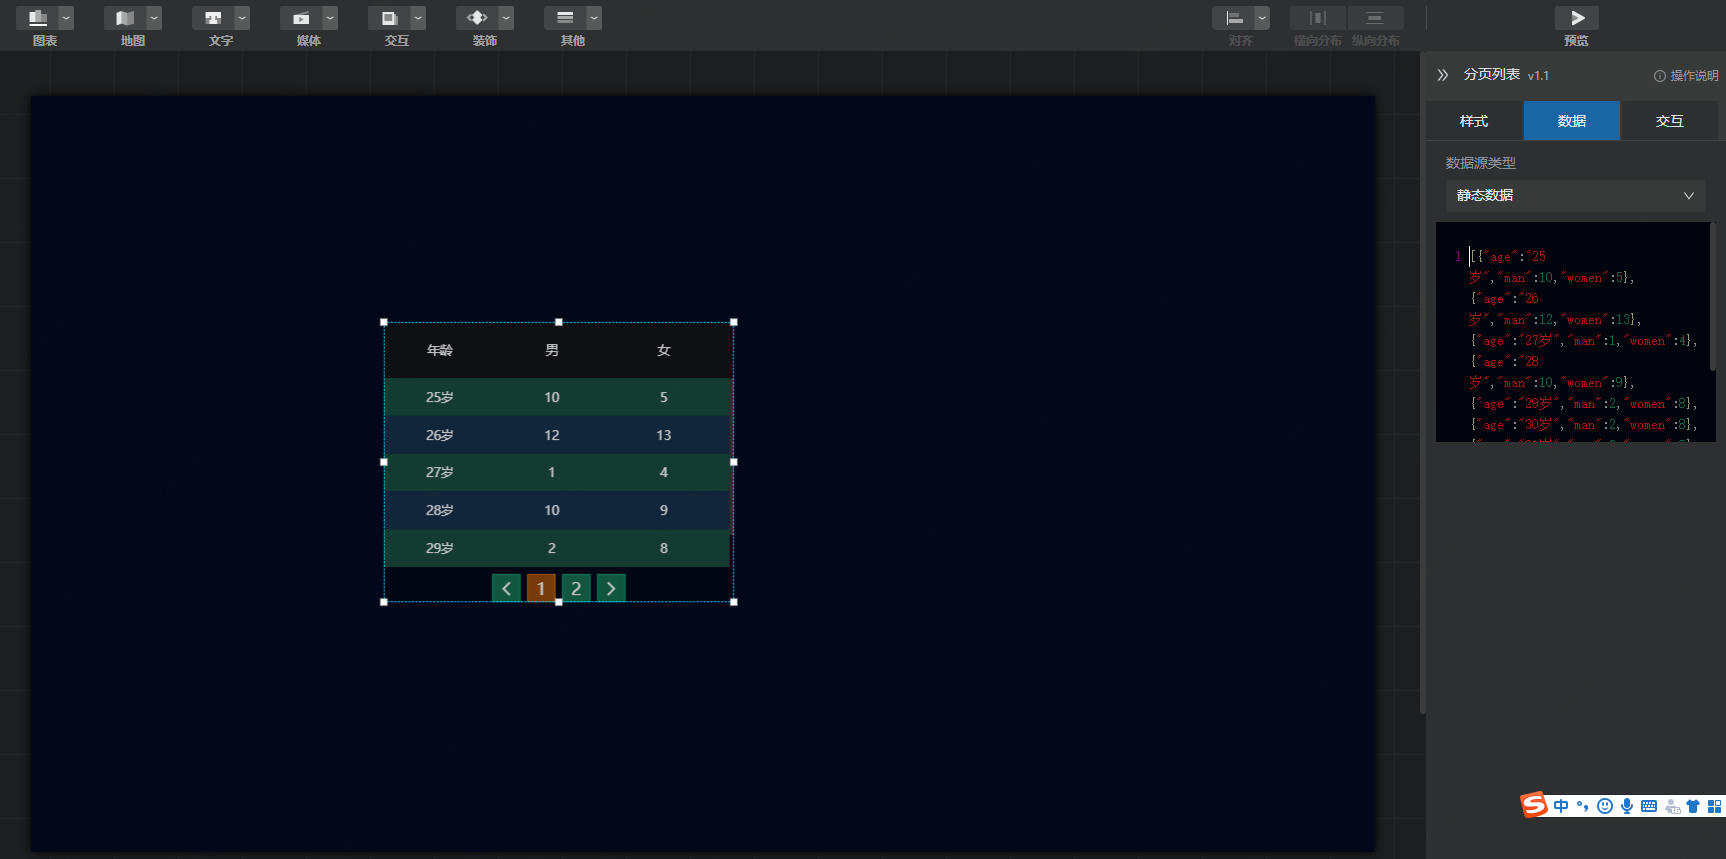 图表 地图 文字 媒体 交互 装饰 其他 对齐 横向分布 纵向分布 预览
分页列表 v1.1 操作说明
样式 数据 交互
数据源类型
静态数据
1 [{"age":"25
岁","man":10,"women":5},
{"age":"26
岁","man":12,"women":13},
{"age":"27岁","man":1,"women":4},
{"age":"28
岁","man":10,"women":9},
{"age":"29岁","man":2,"women":8},
{"age":"30岁","man":2,"women":8},
年龄 男 女
25岁 10 5
26岁 12 13
27岁 1 4
28岁 10 9
29岁 2 8
1 2
中